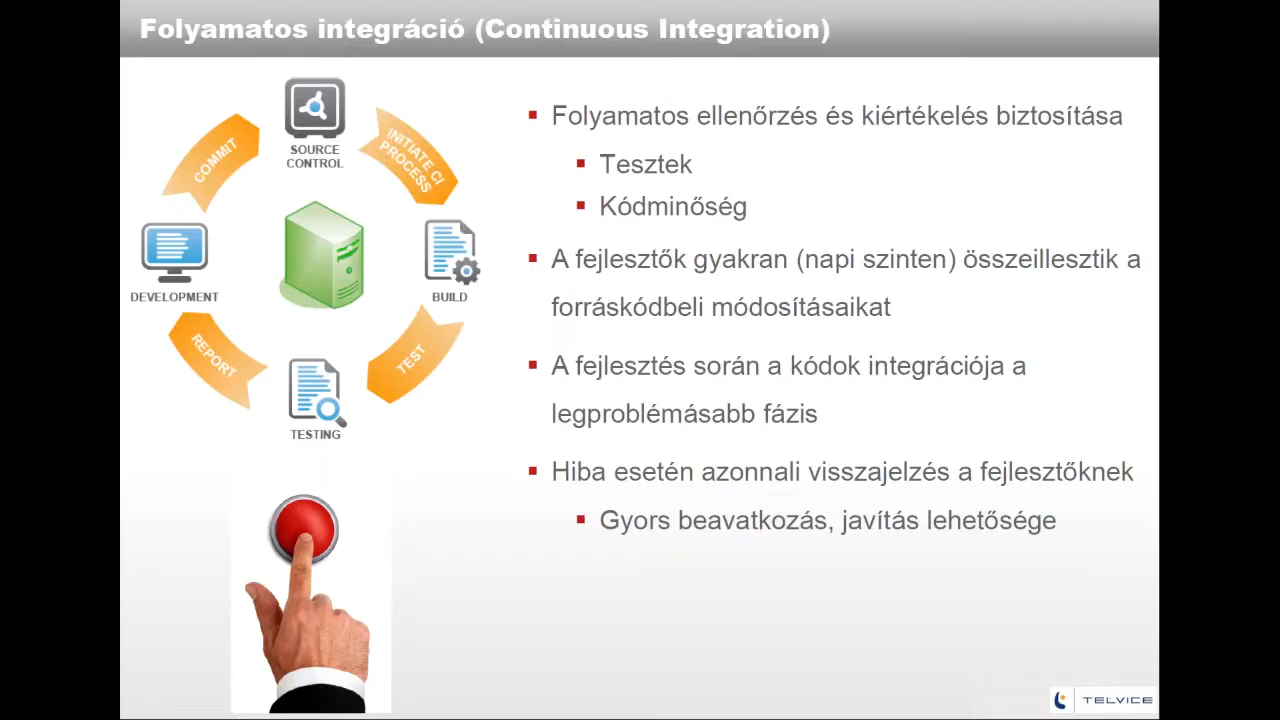 Folyamatos integráció (Continuous Integration)
SOURCE
CONTROL
COMMIT
INITIATE CI
PROCESS
DEVELOPMENT
BUILD
REPORT
TEST
TESTING
Folyamatos ellenőrzés és kiértékelés biztosítása
Tesztek
Kódminőség
A fejlesztők gyakran (napi szinten) összeillesztik a
forráskódbeli módosításaikat
A fejlesztés során a kódok integrációja a
legproblémásabb fázis
Hiba esetén azonnali visszajelzés a fejlesztőknek
Gyors beavatkozás, javítás lehetősége
TELVICE